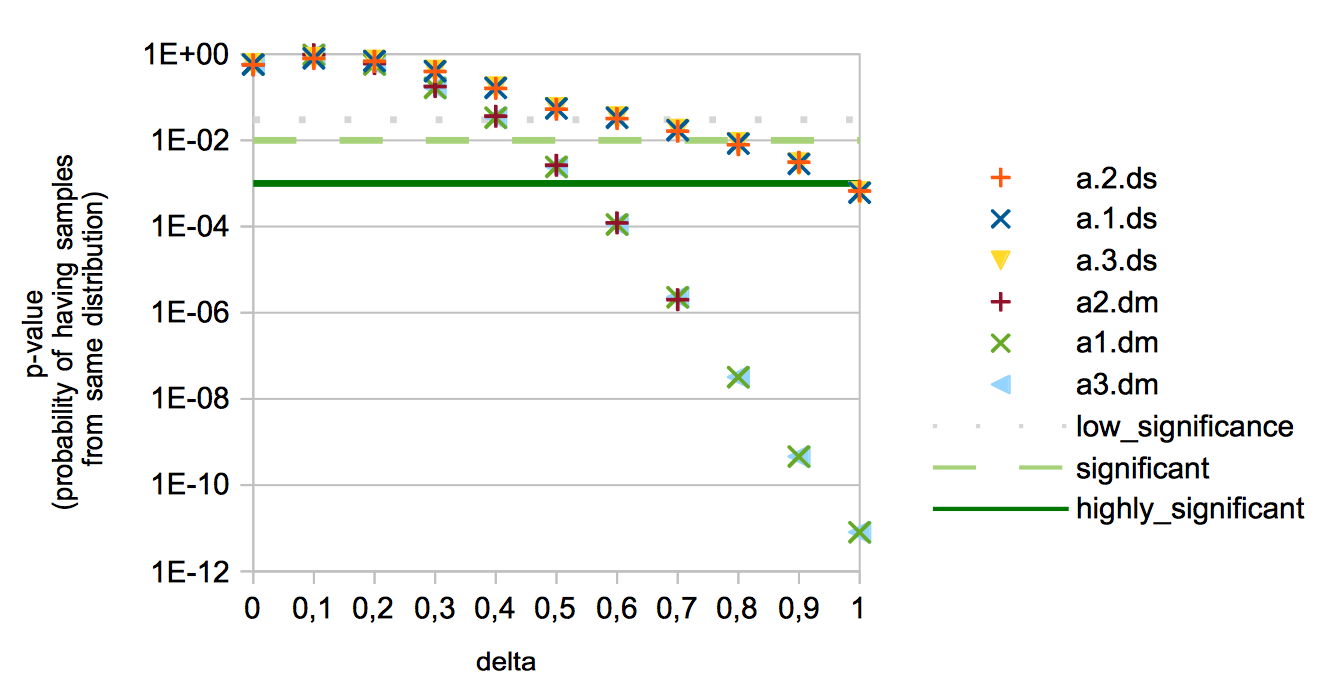 1E+00
1E-02
1E-04
1E-06
1E-08
1E-10
1E-12
p-value
(probability of having samples
from same distribution)
0 0,1 0,2 0,3 0,4 0,5 0,6 0,7 0,8 0,9 1
delta
a.2.ds
a.1.ds
a.3.ds
a2.dm
a1.dm
a3.dm
low_significance
significant
highly_significant